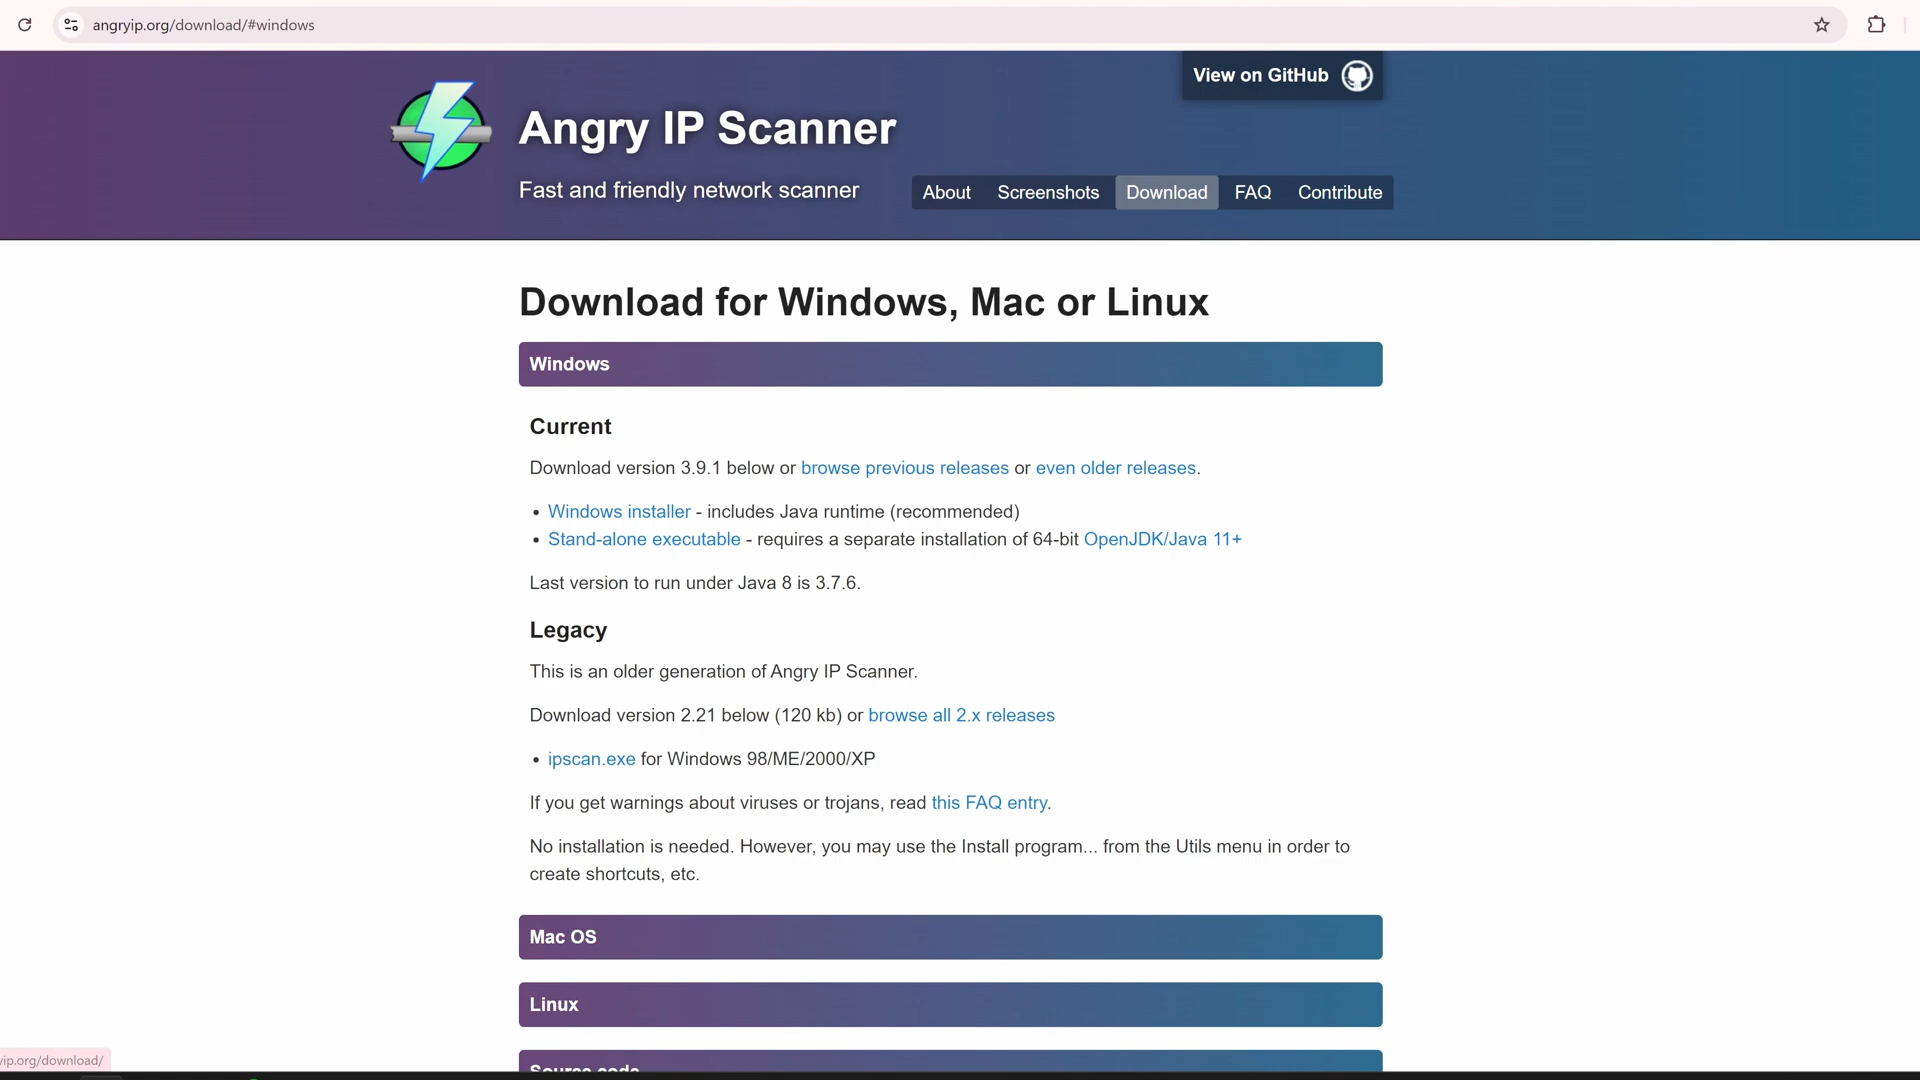 angryip.org/download/#windows
View on GitHub
Angry IP Scanner
Fast and friendly network scanner
About Screenshots Download FAQ Contribute
Download for Windows, Mac or Linux
Windows
Current
Download version 3.9.1 below or browse previous releases or even older releases.
• Windows installer - includes Java runtime (recommended)
• Stand-alone executable - requires a separate installation of 64-bit OpenJDK/Java 11+
Last version to run under Java 8 is 3.7.6.
Legacy
This is an older generation of Angry IP Scanner.
Download version 2.21 below (120 kb) or browse all 2.x releases
• ipscan.exe for Windows 98/ME/2000/XP
If you get warnings about viruses or trojans, read this FAQ entry.
No installation is needed. However, you may use the Install program... from the Utils menu in order to
create shortcuts, etc.
Mac OS
Linux
Source code
yip.org/download/